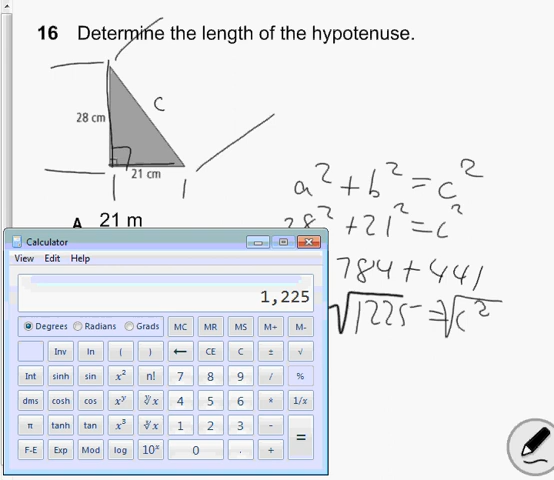 16 Determine the length of the hypotenuse.
28 cm
c
21 cm
a² + b² = c²
28² + 21² = c²
784 + 441
√1225 = √c²
A 21 m
Calculator
View Edit Help
1,225
Degrees Radians Grads MC MR MS M+ M-
Inv ln ( ) ← CE C ± √
Int sinh sin x² n! 7 8 9 / %
dms cosh cos xʸ ʸ√x 4 5 6 * 1/x
π tanh tan x³ ³√x 1 2 3 - =
F-E Exp Mod log 10ˣ 0 . +